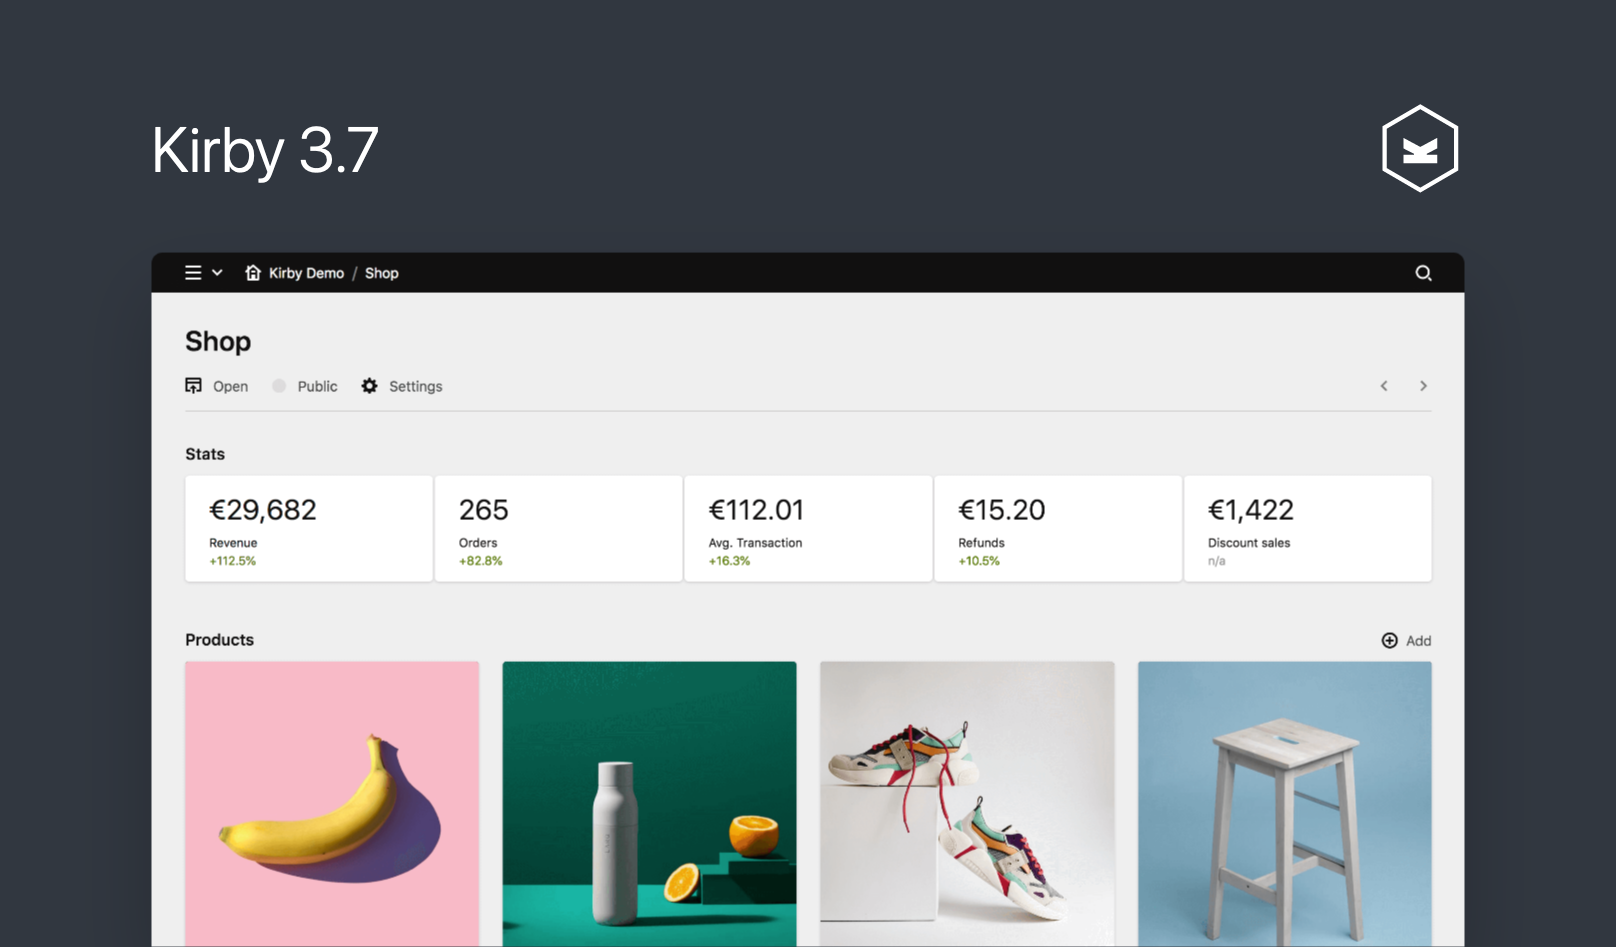 Kirby 3.7
Kirby Demo / Shop
Shop
Open Public Settings
Stats
€29,682 265 €112.01 €15.20 €1,422
Revenue Orders Avg. Transaction Refunds Discount sales
+112.5% +82.8% +16.3% +10.5% n/a
Products Add